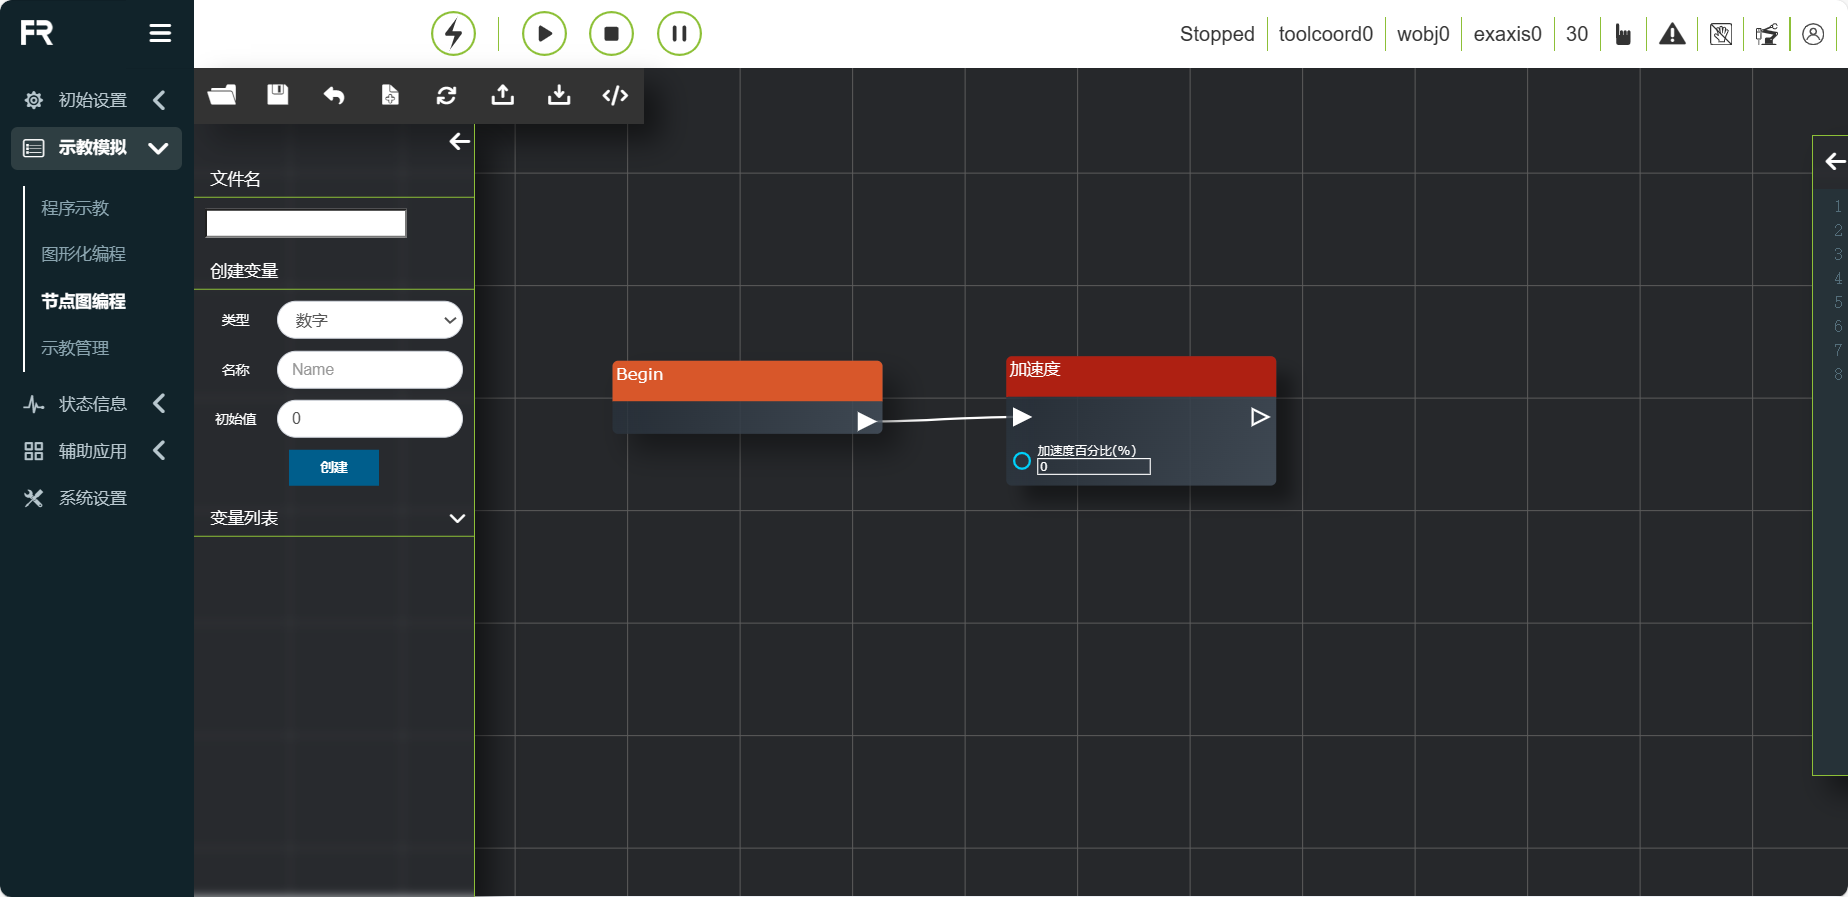 FR
Stopped
toolcoord0
wobj0
exaxis0
30
初始设置
示教模拟
程序示教
图形化编程
节点图编程
示教管理
状态信息
辅助应用
系统设置
文件名
创建变量
类型
数字
名称
Name
初始值
0
创建
变量列表
Begin
加速度
加速度百分比(%)
0
1
2
3
4
5
6
7
8